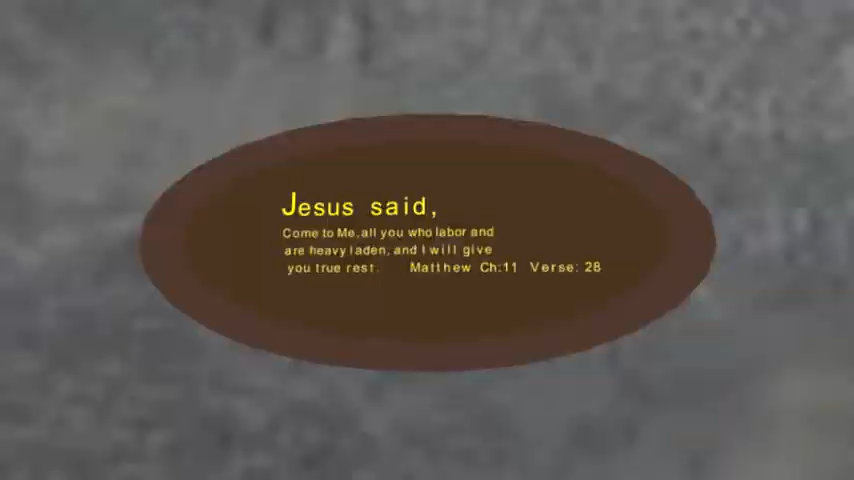 Jesus said,
Come to Me, all you who labor and
are heavy laden, and I will give
you true rest. Matthew Ch:11 Verse: 28